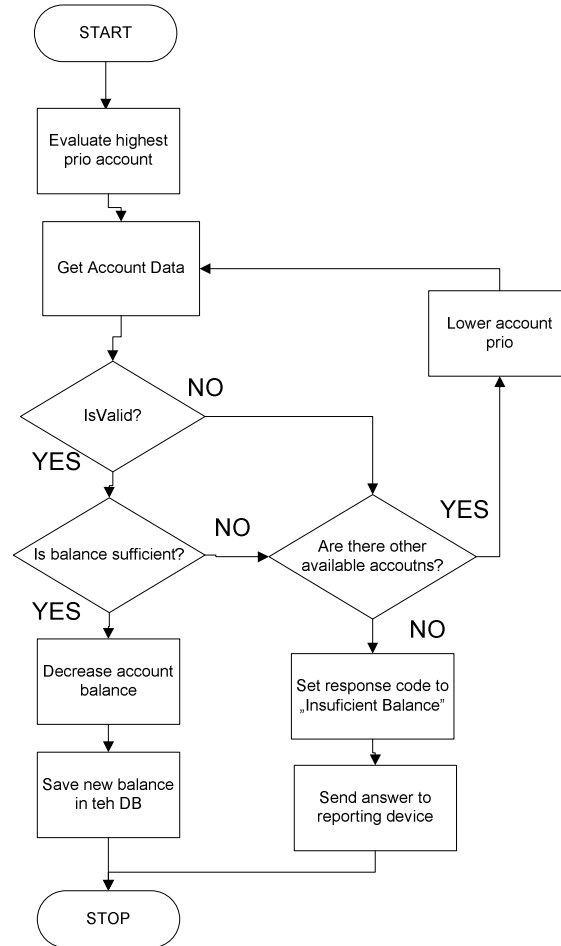 START
Evaluate highest
prio account
Get Account Data
Lower account
prio
NO
IsValid?
YES
NO
YES
Is balance sufficient?
Are there other
available accoutns?
YES
NO
Decrease account
balance
Set response code to
„Insuficient Balance”
Save new balance
in teh DB
Send answer to
reporting device
STOP